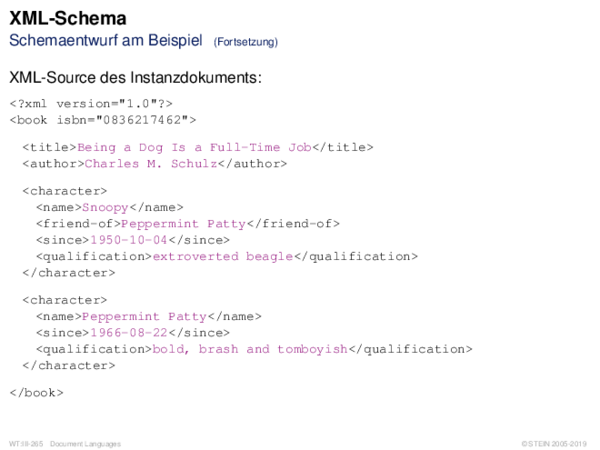 XML-Schema
Schemaentwurf am Beispiel (Fortsetzung)
XML-Source des Instanzdokuments:
<?xml version="1.0"?>
<book isbn="0836217462">
<title>Being a Dog Is a Full-Time Job</title>
<author>Charles M. Schulz</author>
<character>
<name>Snoopy</name>
<friend-of>Peppermint Patty</friend-of>
<since>1950-10-04</since>
<qualification>extroverted beagle</qualification>
</character>
<character>
<name>Peppermint Patty</name>
<since>1966-08-22</since>
<qualification>bold, brash and tomboyish</qualification>
</character>
</book>
WT:III-265 Document Languages © STEIN 2005-2019